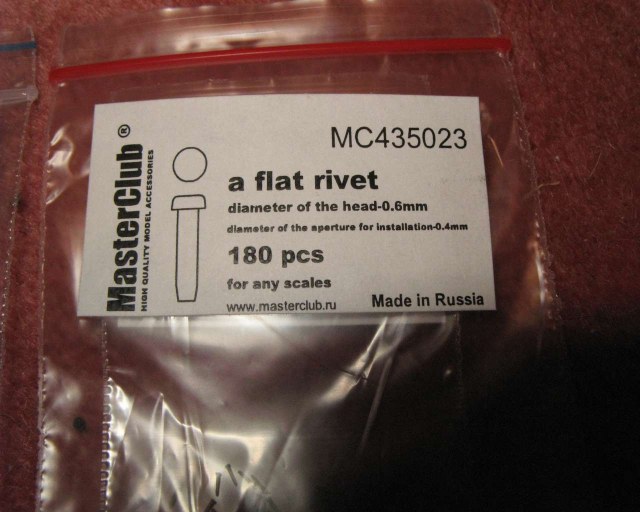 MasterClub®
HIGH QUALITY MODEL ACCESSORIES
MC435023
a flat rivet
diameter of the head-0.6mm
diameter of the aperture for installation-0.4mm
180 pcs
for any scales
www.masterclub.ru
Made in Russia